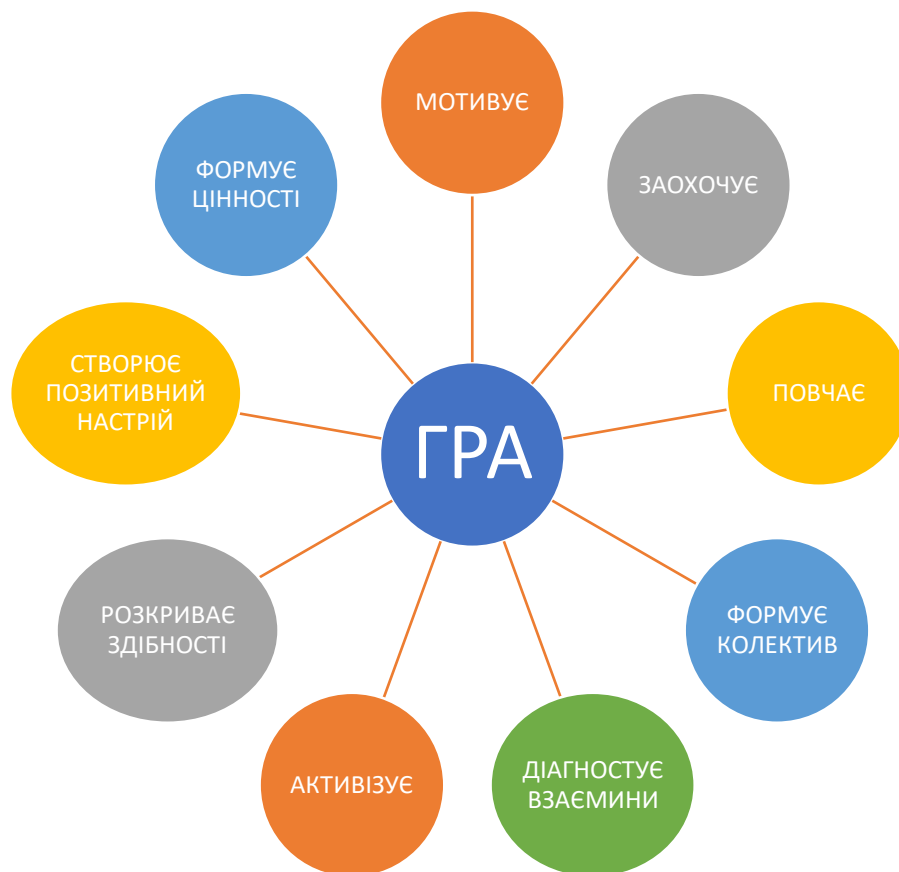 МОТИВУЄ
ЗАОХОЧУЄ
ПОВЧАЄ
ФОРМУЄ
КОЛЕКТИВ
ДІАГНОСТУЄ
ВЗАЄМИНИ
АКТИВІЗУЄ
РОЗКРИВАЄ
ЗДІБНОСТІ
СТВОРЮЄ
ПОЗИТИВНИЙ
НАСТРІЙ
ФОРМУЄ
ЦІННОСТІ
ГРА